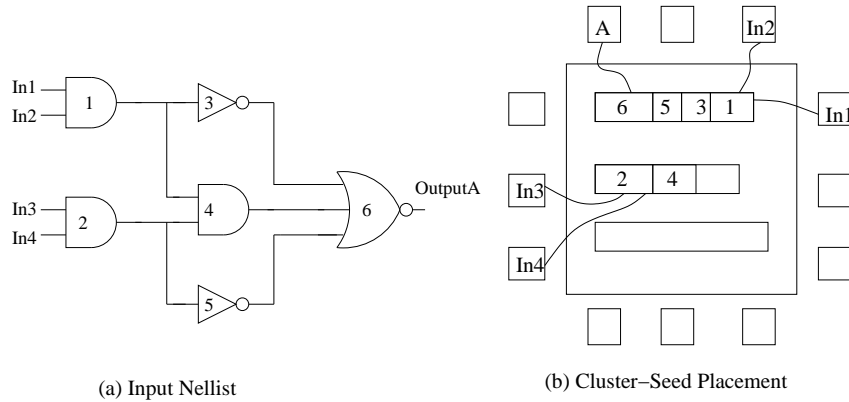 In1
In2
1
3
In3
In4
2
4
5
6
OutputA
(a) Input Nellist
A
In2
6 5 3 1
In1
In3
2 4
In4
(b) Cluster−Seed Placement